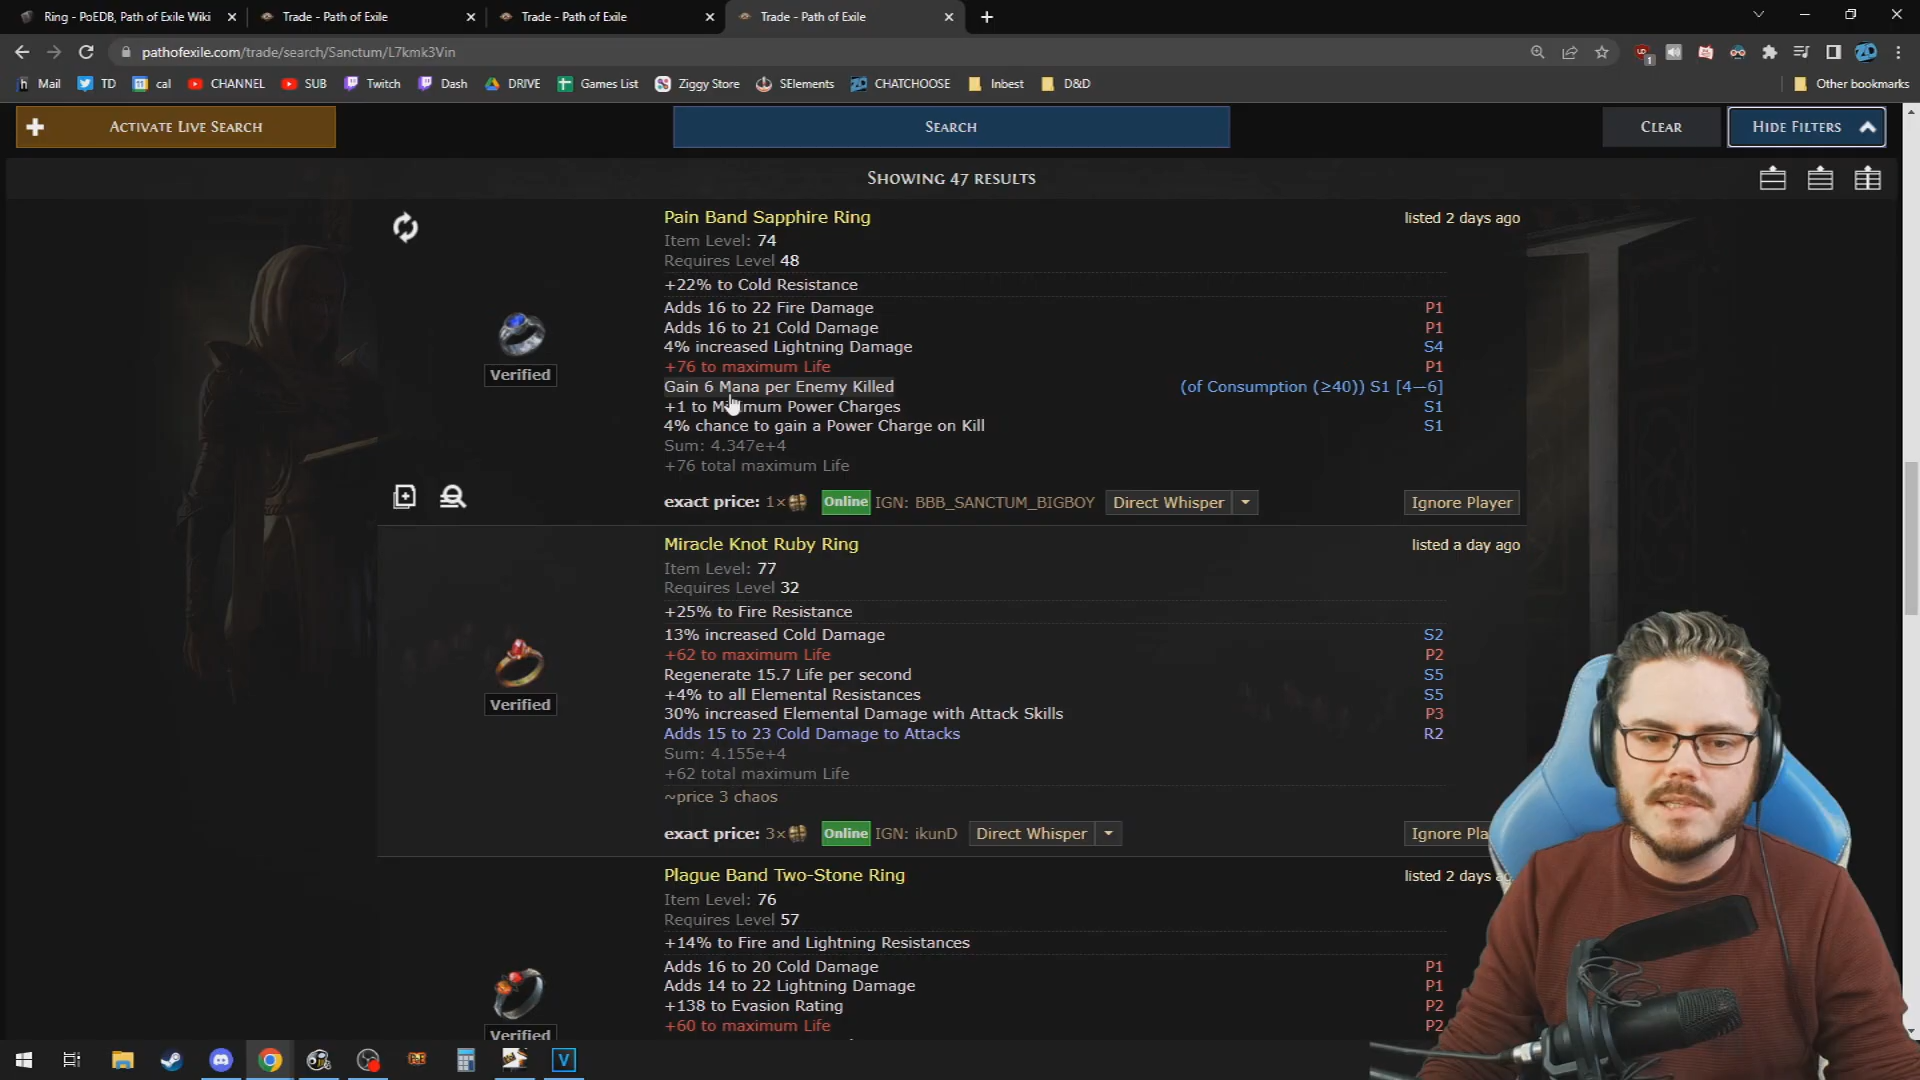 Ring - PoEDB, Path of Exile Wiki
Trade - Path of Exile
Trade - Path of Exile
Trade - Path of Exile
pathofexile.com/trade/search/Sanctum/L7kmk3Vin
Mail
TD
cal
CHANNEL
SUB
Twitch
Dash
DRIVE
Games List
Ziggy Store
SElements
CHATCHOOSE
Inbest
D&D
Other bookmarks
ACTIVATE LIVE SEARCH
SEARCH
CLEAR
HIDE FILTERS
SHOWING 47 RESULTS
Pain Band Sapphire Ring
listed 2 days ago
Item Level: 74
Requires Level 48
+22% to Cold Resistance
Adds 16 to 22 Fire Damage P1
Adds 16 to 21 Cold Damage P1
4% increased Lightning Damage S4
+76 to maximum Life P1
Gain 6 Mana per Enemy Killed (of Consumption (≥40)) S1 [4—6]
+1 to Minimum Power Charges S1
4% chance to gain a Power Charge on Kill S1
Sum: 4.347e+4
+76 total maximum Life
Verified
exact price: 1× Online IGN: BBB_SANCTUM_BIGBOY Direct Whisper Ignore Player
Miracle Knot Ruby Ring
listed a day ago
Item Level: 77
Requires Level 32
+25% to Fire Resistance
13% increased Cold Damage S2
+62 to maximum Life P2
Regenerate 15.7 Life per second S5
+4% to all Elemental Resistances S5
30% increased Elemental Damage with Attack Skills P3
Adds 15 to 23 Cold Damage to Attacks R2
Sum: 4.155e+4
+62 total maximum Life
~price 3 chaos
Verified
exact price: 3× Online IGN: ikunD Direct Whisper Ignore
Plague Band Two-Stone Ring
listed 2 days
Item Level: 76
Requires Level 57
+14% to Fire and Lightning Resistances
Adds 16 to 20 Cold Damage P1
Adds 14 to 22 Lightning Damage P1
+138 to Evasion Rating P2
+60 to maximum Life P2
Verified